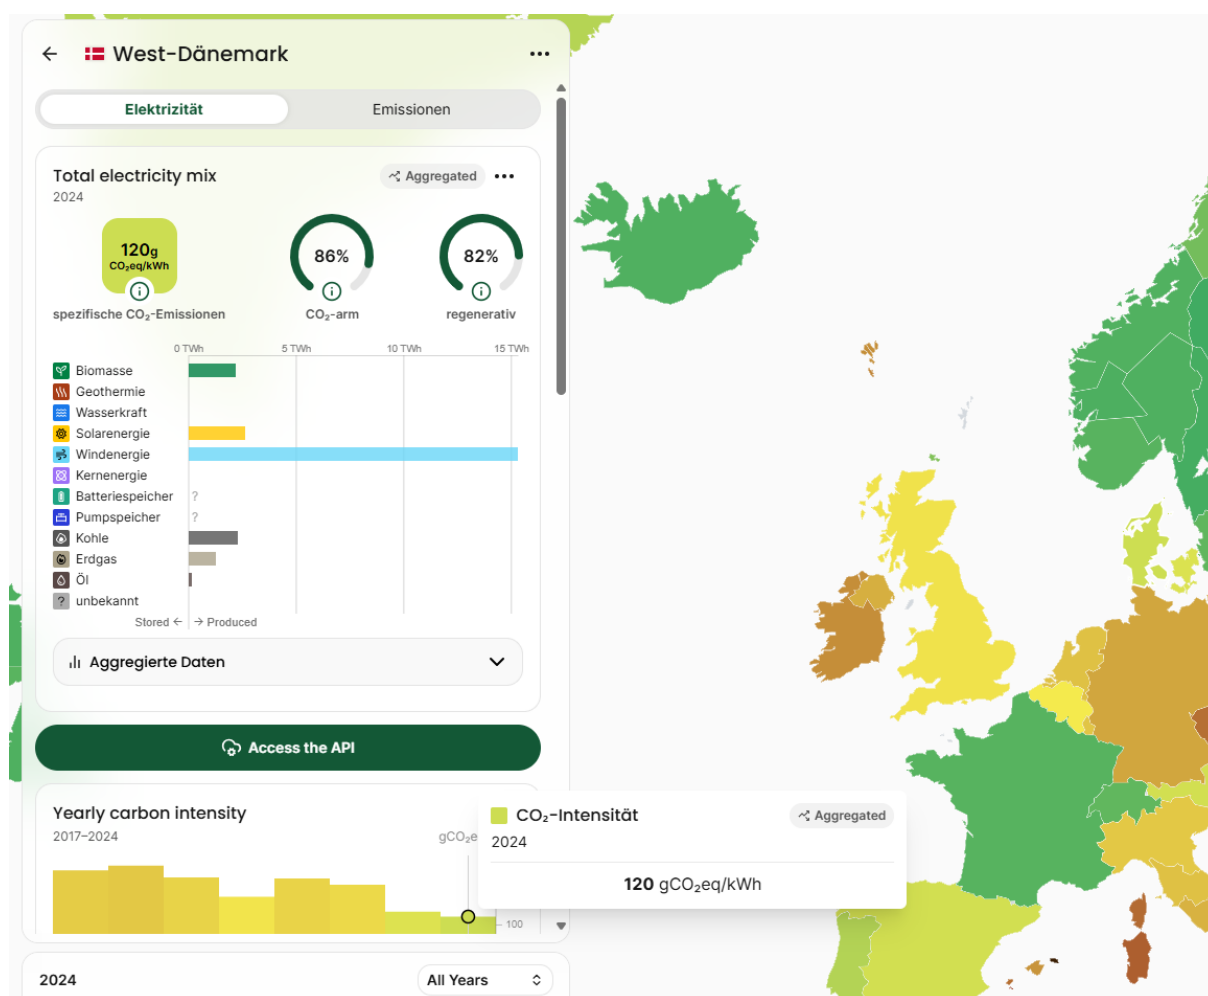 West-Dänemark
Elektrizität
Emissionen
Total electricity mix
Aggregated
2024
120g
CO₂eq/kWh
86%
82%
spezifische CO₂-Emissionen
CO₂-arm
regenerativ
0 TWh
5 TWh
10 TWh
15 TWh
Biomasse
Geothermie
Wasserkraft
Solarenergie
Windenergie
Kernenergie
Batteriespeicher ?
Pumpspeicher ?
Kohle
Erdgas
Öl
? unbekannt
Stored ← → Produced
Aggregierte Daten
Access the API
Yearly carbon intensity
2017–2024
gCO₂e
100
CO₂-Intensität
Aggregated
2024
120 gCO₂eq/kWh
2024
All Years